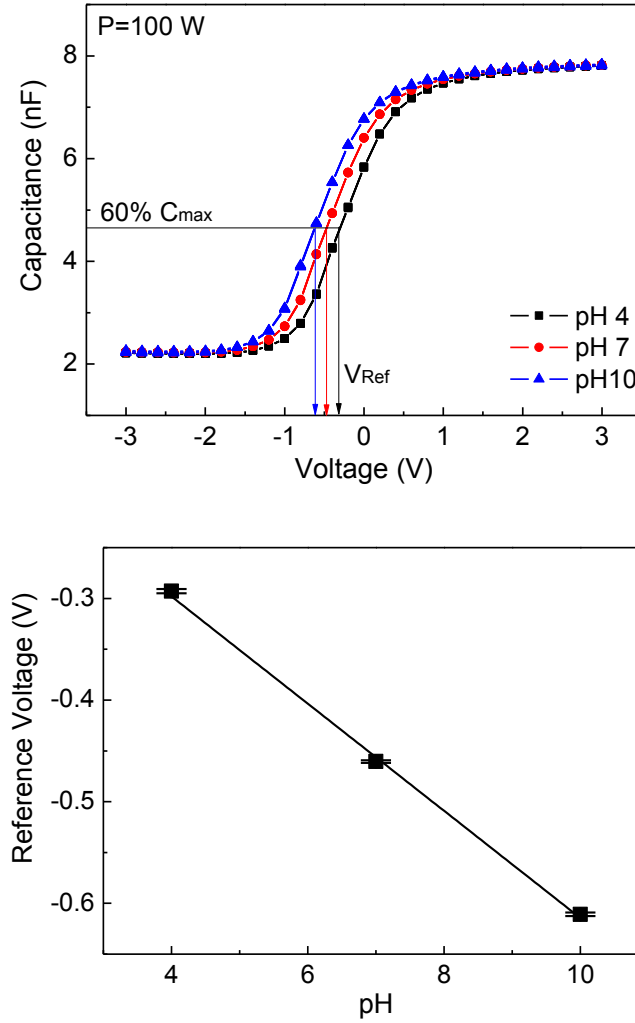 P=100 W
8
6
4
2
Capacitance (nF)
60% Cmax
VRef
pH 4
pH 7
pH10
-3 -2 -1 0 1 2 3
Voltage (V)
-0.3
-0.4
-0.5
-0.6
Reference Voltage (V)
4 6 8 10
pH